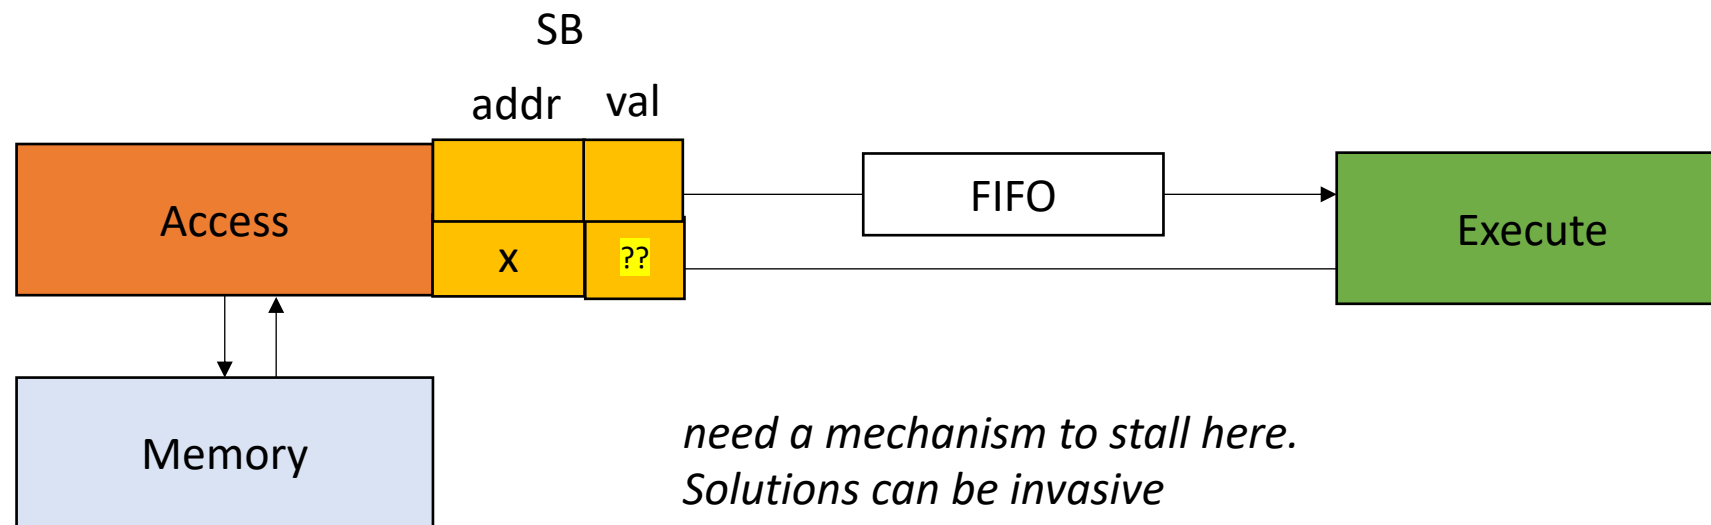 SB
addr val
Access
FIFO
Execute
x ??
Memory
need a mechanism to stall here.
Solutions can be invasive